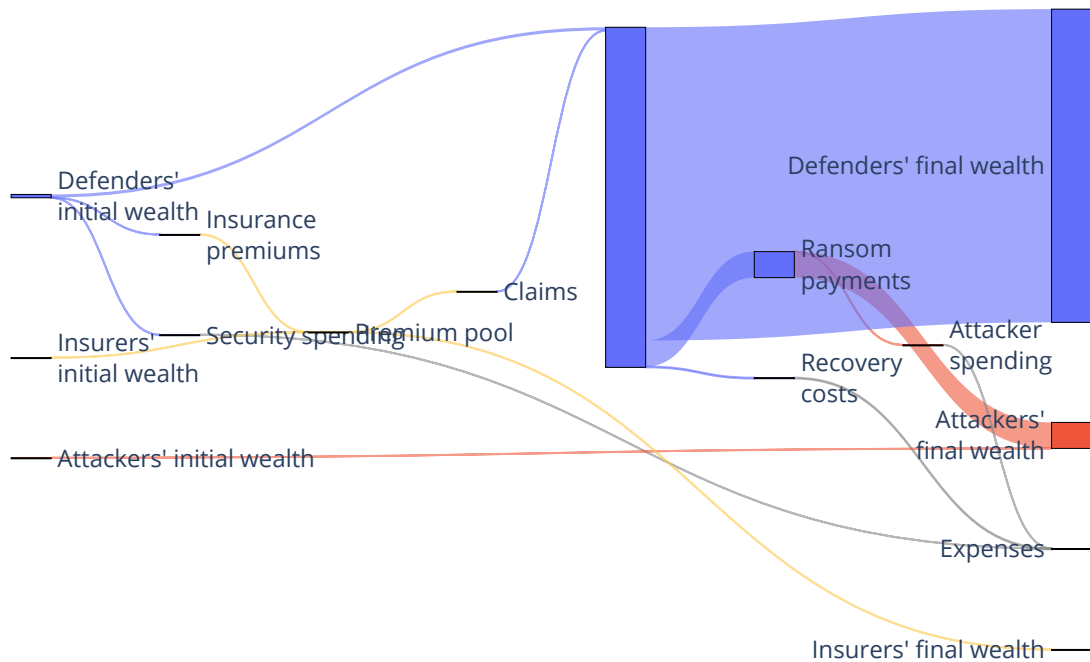 Defenders'
initial wealth
Insurance
premiums
Security spending
Insurers'
initial wealth
Attackers' initial wealth
Premium pool
Claims
Defenders' final wealth
Ransom
payments
Recovery
costs
Attacker
spending
Attackers'
final wealth
Expenses
Insurers' final wealth